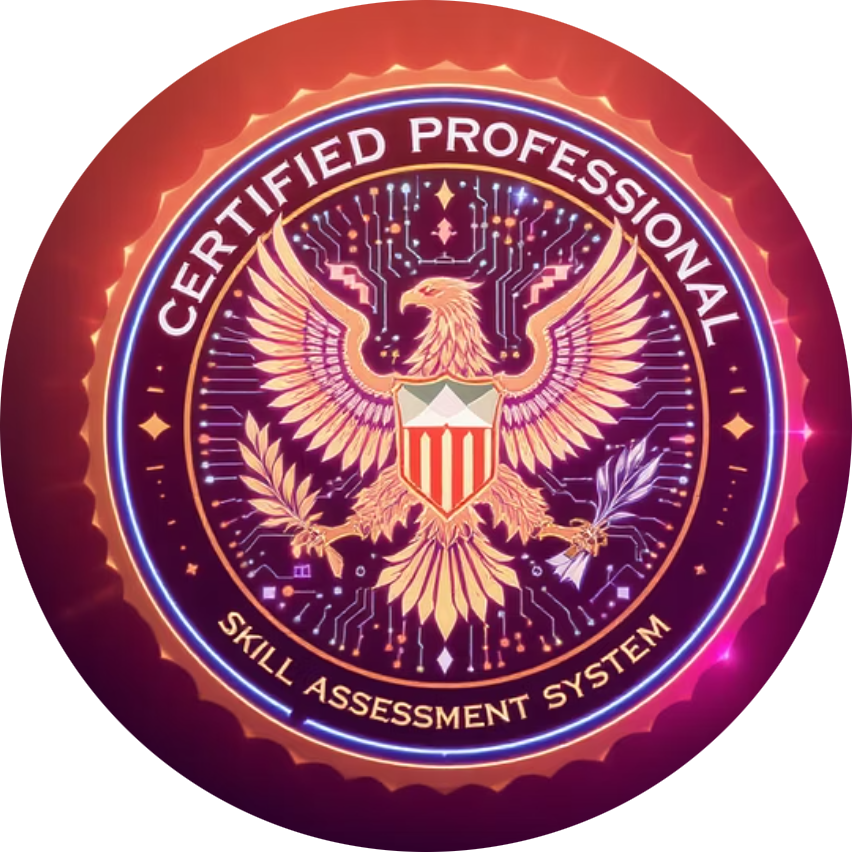 CERTIFIED PROFESSIONAL
SKILL ASSESSMENT SYSTEM